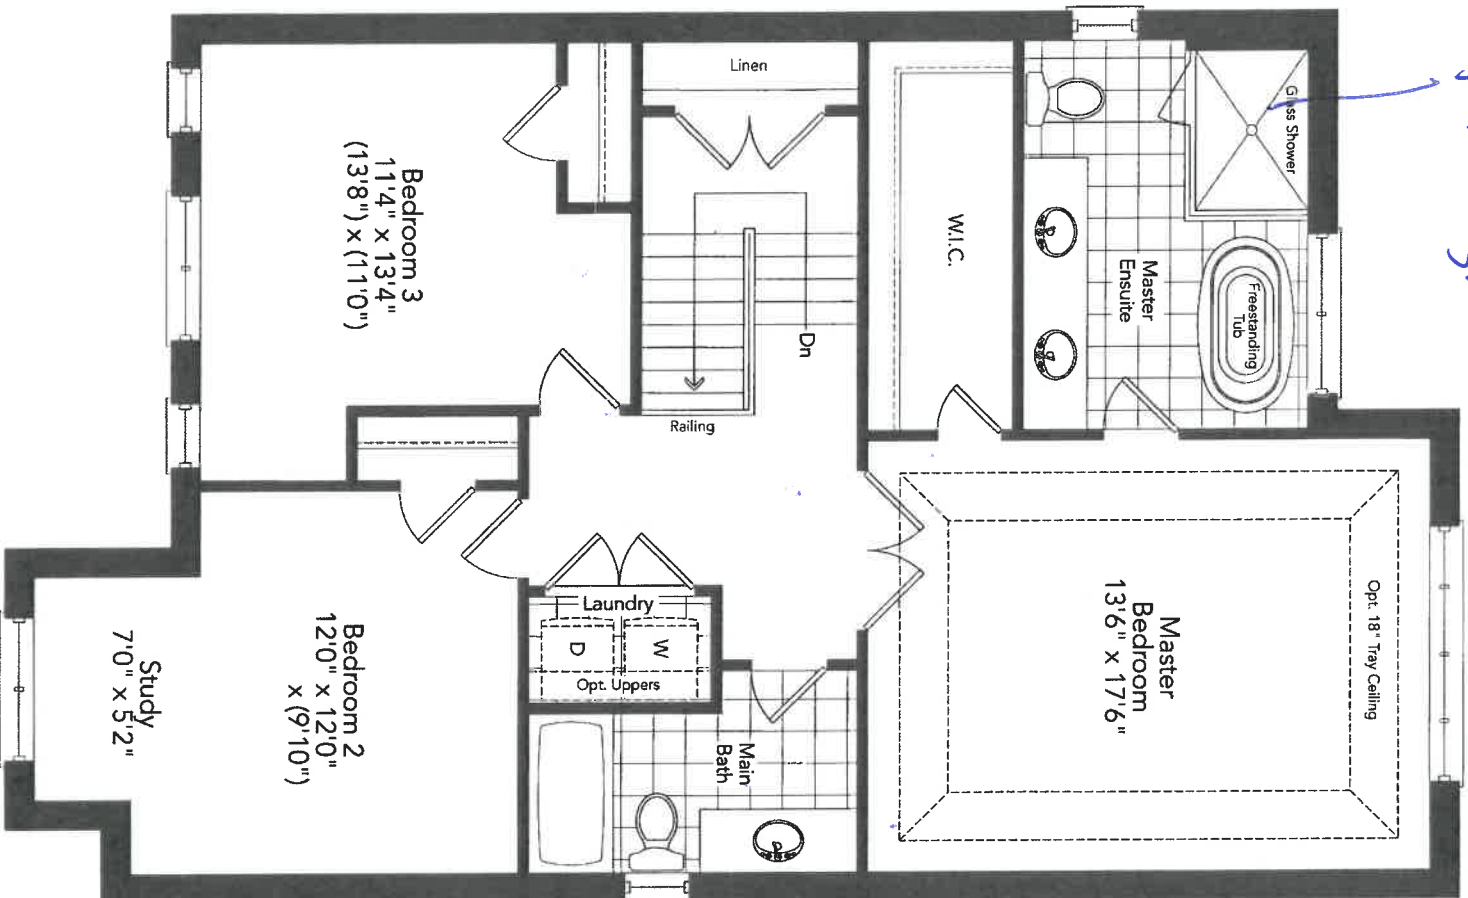 Linen
Glass Shower
Bedroom 3
11'4" x 13'4"
(13'8") x (11'0")
W.I.C.
Master
Ensuite
Freestanding
Tub
Dn
Railing
Master
Bedroom
13'6" x 17'6"
Opt. 18" Tray Ceiling
Laundry
D
W
Opt. Uppers
Bedroom 2
12'0" x 12'0"
x (9'10")
Study
7'0" x 5'2"
Main
Bath